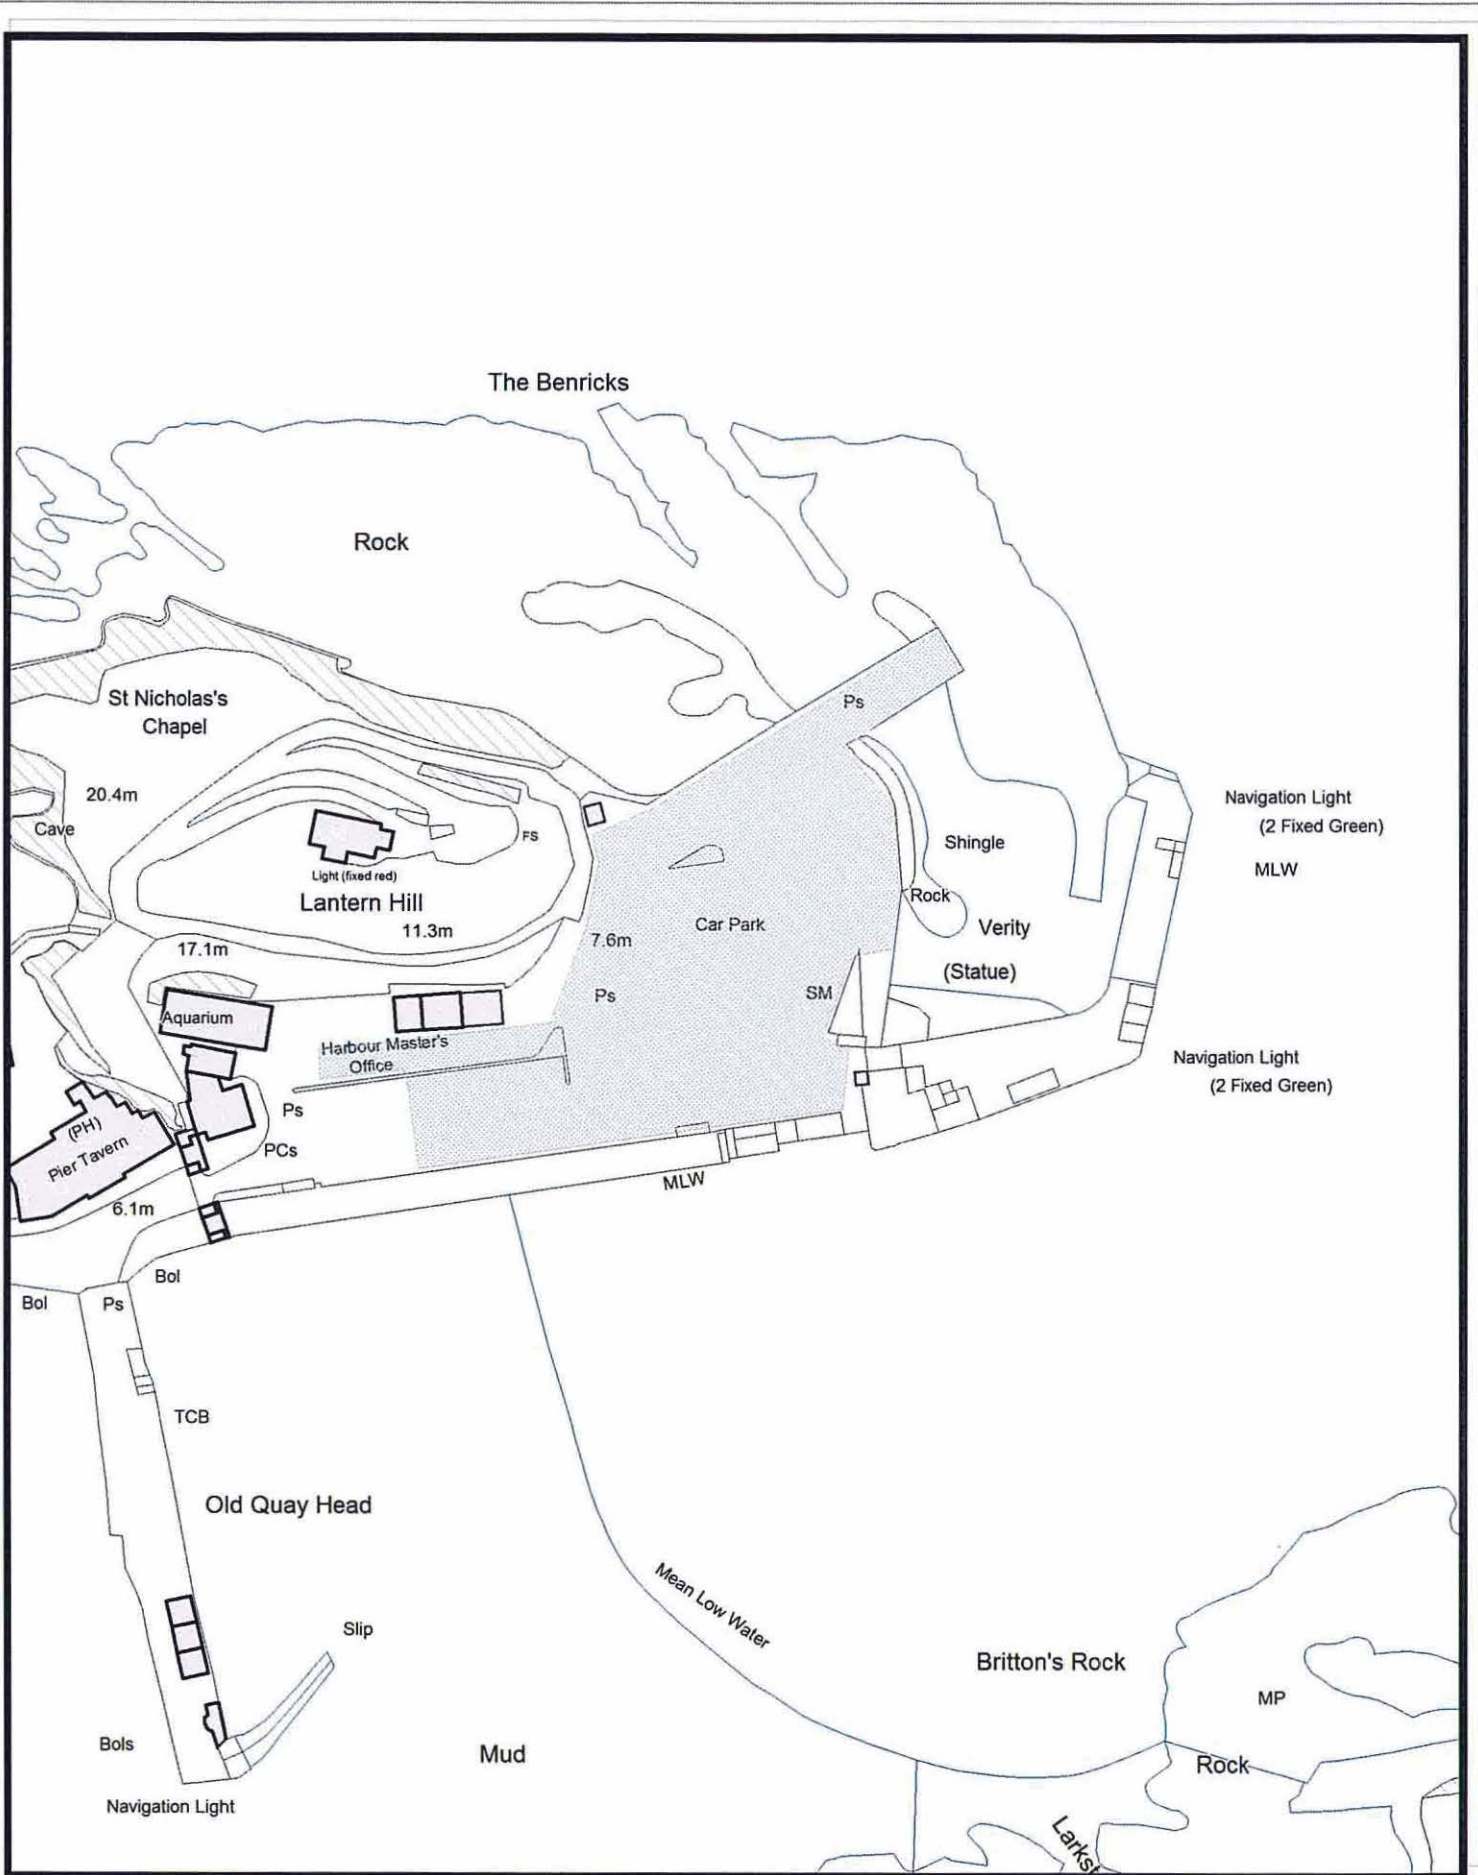 The Benricks
Rock
St Nicholas's
Chapel
Ps
20.4m
Cave
FS
Light (fixed red)
Lantern Hill
11.3m
17.1m
7.6m
Car Park
Ps
SM
Shingle
Rock
Verity
(Statue)
Navigation Light
(2 Fixed Green)
MLW
Aquarium
Harbour Master's
Office
Navigation Light
(2 Fixed Green)
Ps
PCs
(PH)
Pier Tavern
6.1m
MLW
Bol
Bol
Ps
TCB
Old Quay Head
Mean Low Water
Slip
Britton's Rock
MP
Bols
Mud
Rock
Navigation Light